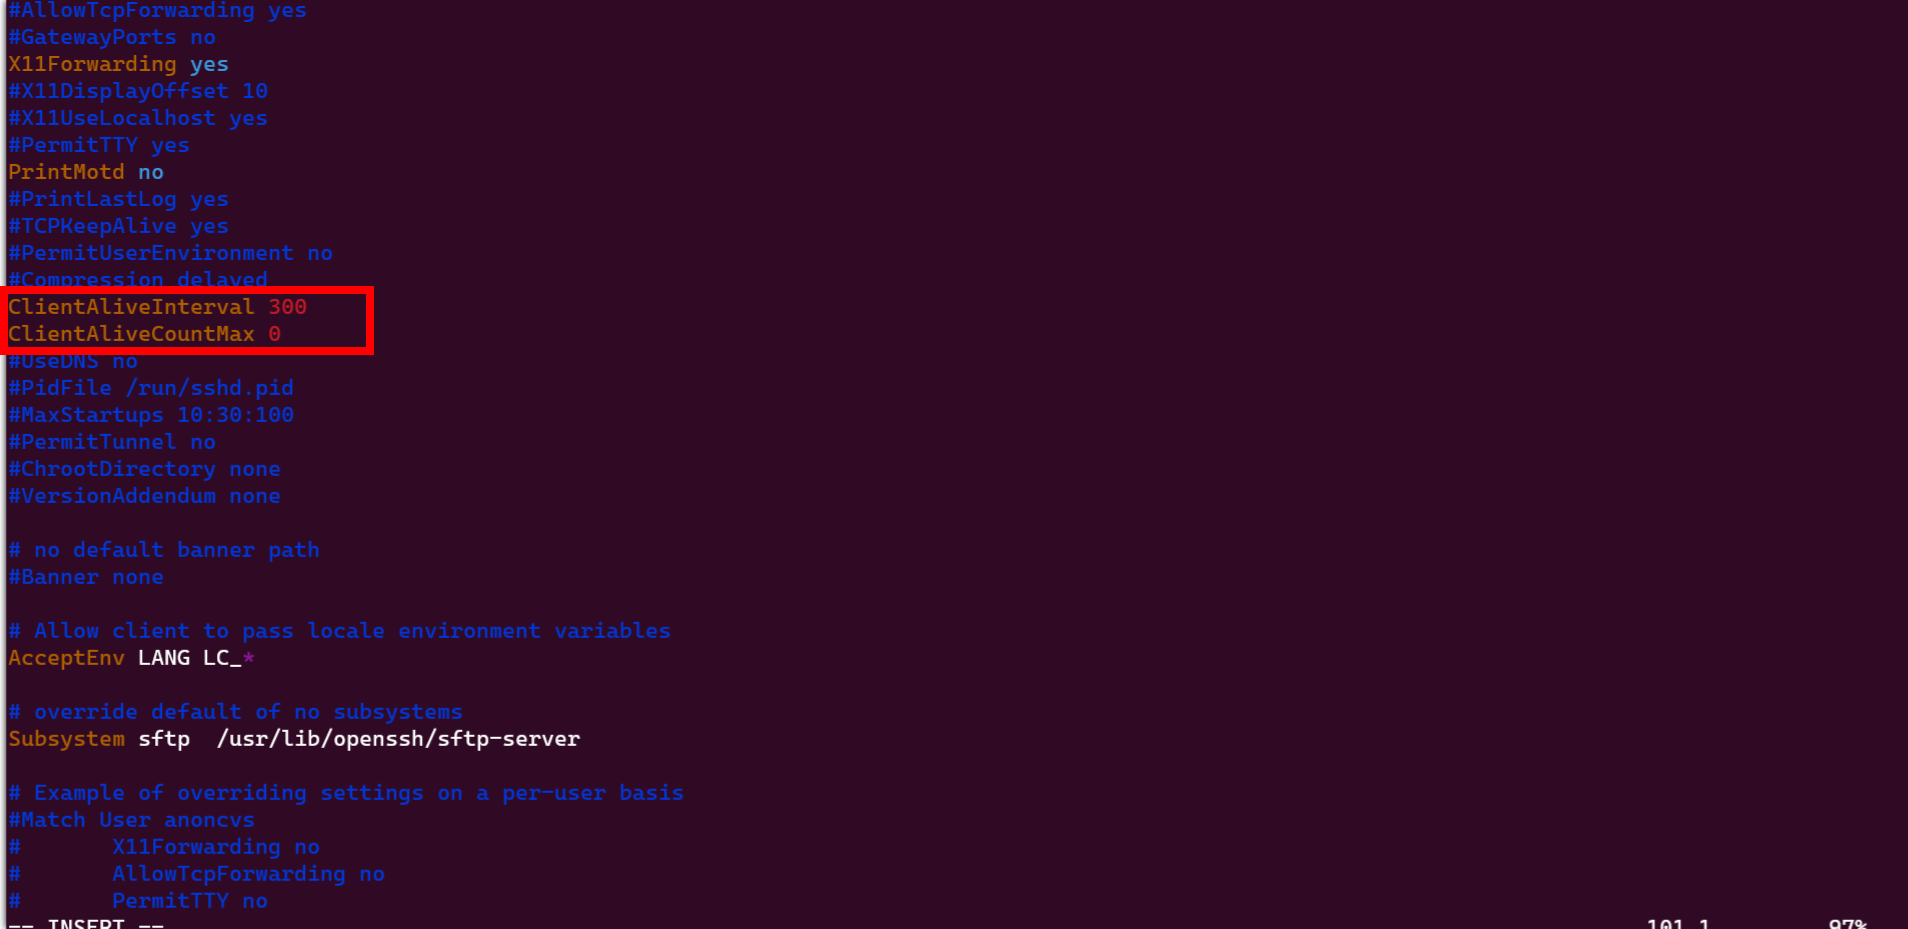 #AllowTcpForwarding yes
#GatewayPorts no
X11Forwarding yes
#X11DisplayOffset 10
#X11UseLocalhost yes
#PermitTTY yes
PrintMotd no
#PrintLastLog yes
#TCPKeepAlive yes
#PermitUserEnvironment no
#Compression delayed
ClientAliveInterval 300
ClientAliveCountMax 0
#UseDNS no
#PidFile /run/sshd.pid
#MaxStartups 10:30:100
#PermitTunnel no
#ChrootDirectory none
#VersionAddendum none
# no default banner path
#Banner none
# Allow client to pass locale environment variables
AcceptEnv LANG LC_*
# override default of no subsystems
Subsystem sftp  /usr/lib/openssh/sftp-server
# Example of overriding settings on a per-user basis
#Match User anoncvs
#       X11Forwarding no
#       AllowTcpForwarding no
#       PermitTTY no
-- INSERT -- 101,1 97%